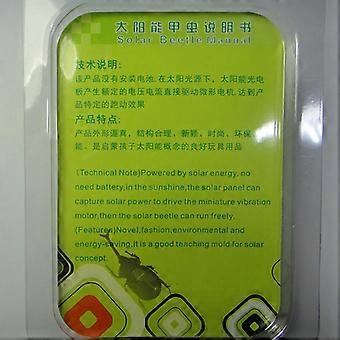 太阳能甲虫说明书
Solar Beetle Manual
技术说明:
该产品没有安装电池.在太阳光源下，太阳能光电
板产生额定的电压电流直接驱动微形电机.达到产
品特定的跑动效果
产品特点:
产品外形逼真，结构合理、新颖，时尚、环保、节
能、是启蒙孩子太阳能概念的良好玩具用品
(Technical Note)Powered by solar energy, no
need battery,in the sunshine,the solar panel can
capture solar power to drive the miniature vibration
motor,then the solar beetle can run freely.
(Features)Novel,fashion,environmental and
energy-saving,It is a good teaching mold for solar
concept.